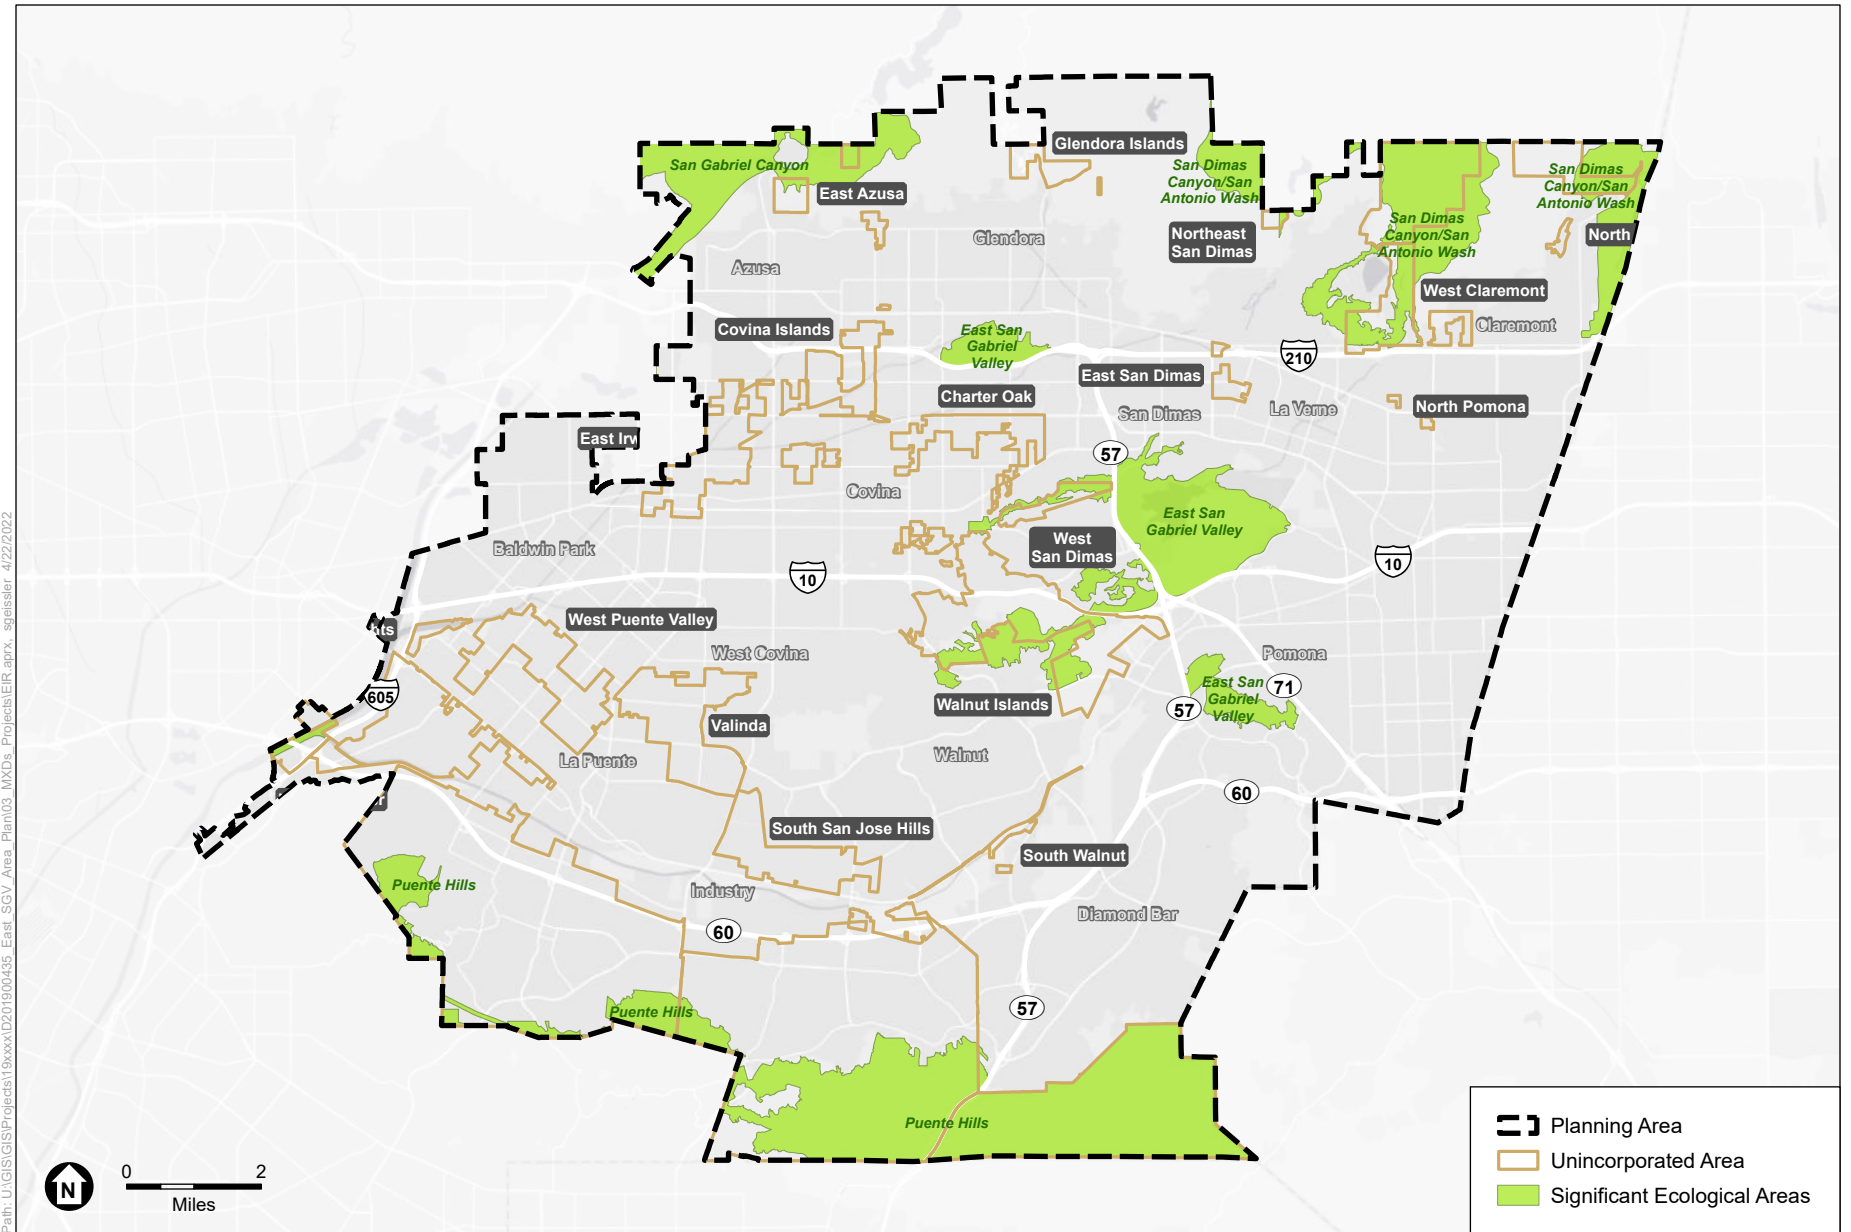 Glendora Islands
San Gabriel Canyon
San Dimas
Canyon/San
Antonio Wash
San Dimas
Canyon/San
Antonio Wash
East Azusa
San Dimas
Canyon/San
Antonio Wash
Northeast
San Dimas
North
Glendora
Azusa
West Claremont
Claremont
Covina Islands
East San
Gabriel
Valley
210
East San Dimas
Charter Oak
San Dimas
La Verne
North Pomona
East Irw
57
Covina
East San
Gabriel Valley
West
San Dimas
Baldwin Park
10
10
West Puente Valley
hts
West Covina
Pomona
605
East San
Gabriel
Valley
71
57
Walnut Islands
Valinda
La Puente
Walnut
60
South San Jose Hills
South Walnut
Puente Hills
Industry
Diamond Bar
60
57
Puente Hills
Puente Hills
N
0 2
Miles
Planning Area
Unincorporated Area
Significant Ecological Areas
Path: U:\GIS\GIS\Projects\19xxxx\D201900435_East_SGV_Area_Plan\03_MXDs_Projects\EIR.aprx, sgeissler 4/22/2022